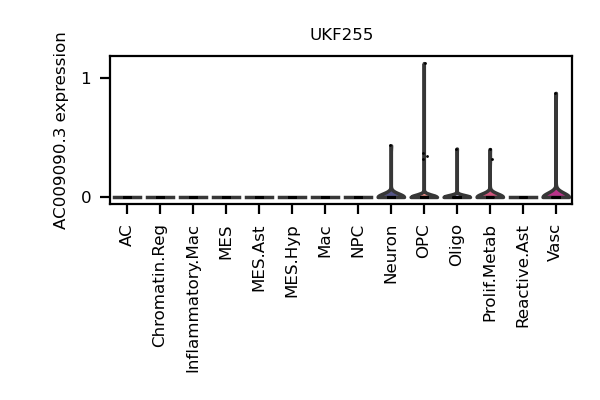 UKF255
AC009090.3 expression
1
0
AC
Chromatin.Reg
Inflammatory.Mac
MES
MES.Ast
MES.Hyp
Mac
NPC
Neuron
OPC
Oligo
Prolif.Metab
Reactive.Ast
Vasc